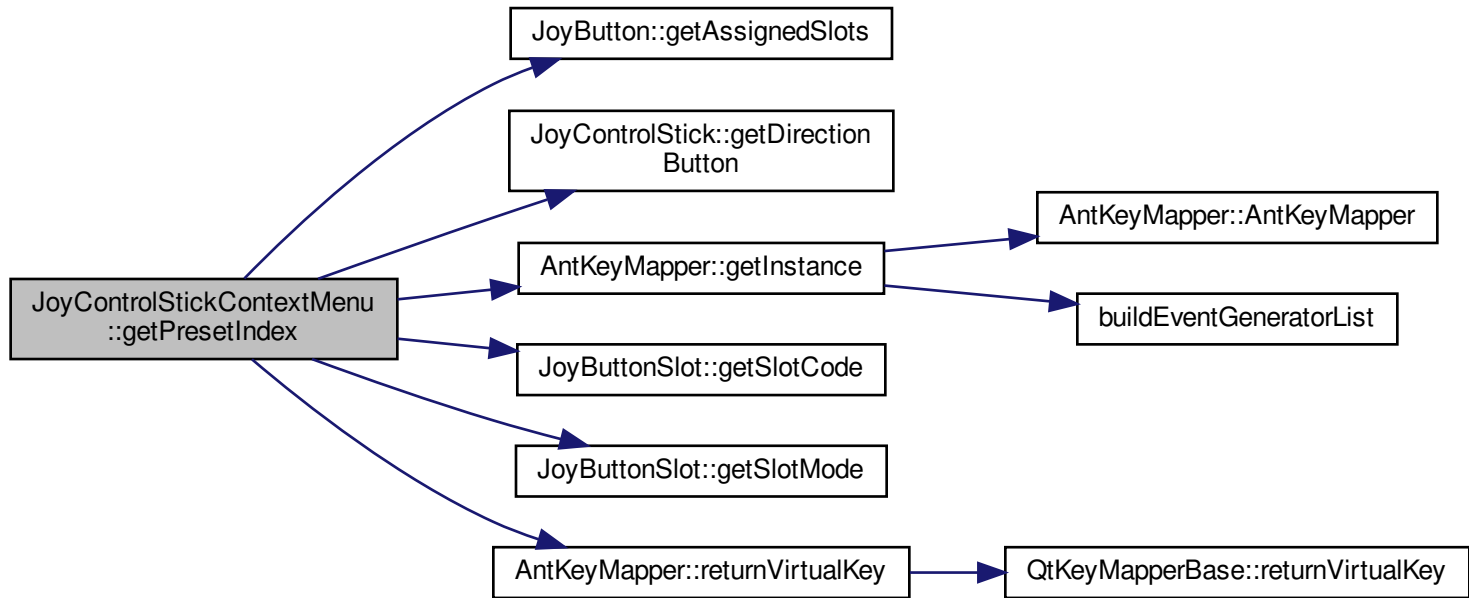 JoyButton::getAssignedSlots
JoyControlStick::getDirection
Button
AntKeyMapper::AntKeyMapper
AntKeyMapper::getInstance
JoyControlStickContextMenu
::getPresetIndex
buildEventGeneratorList
JoyButtonSlot::getSlotCode
JoyButtonSlot::getSlotMode
AntKeyMapper::returnVirtualKey
QtKeyMapperBase::returnVirtualKey